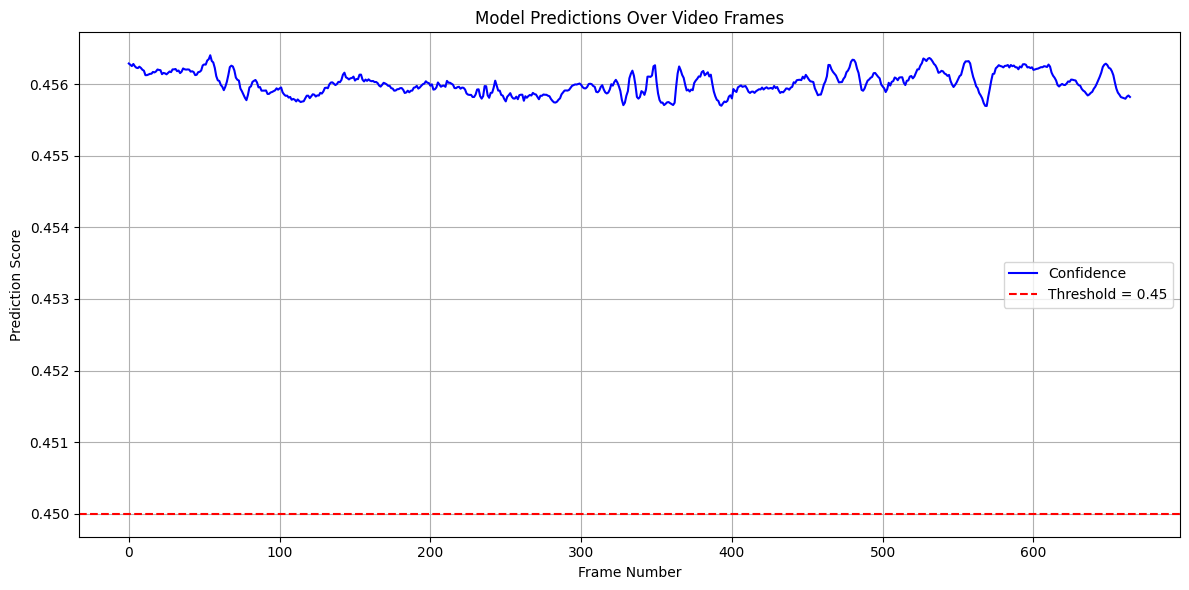 Model Predictions Over Video Frames
Prediction Score
0.456
0.455
0.454
0.453
0.452
0.451
0.450
Confidence
Threshold = 0.45
0 100 200 300 400 500 600
Frame Number